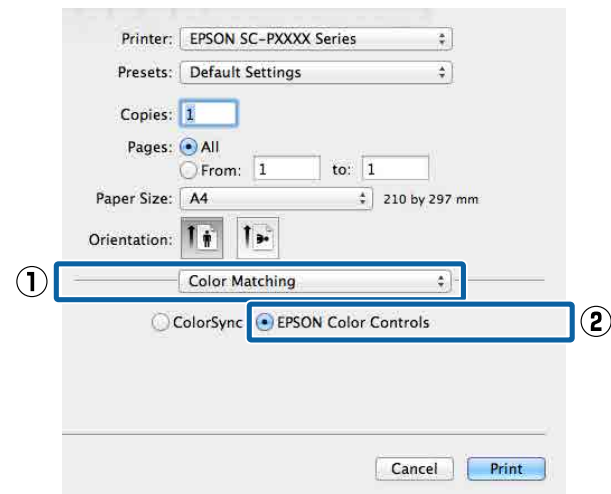 Printer: EPSON SC-PXXXX Series
Presets: Default Settings
Copies: 1
Pages: All
From: 1 to: 1
Paper Size: A4 210 by 297 mm
Orientation:
① Color Matching
ColorSync EPSON Color Controls ②
Cancel Print